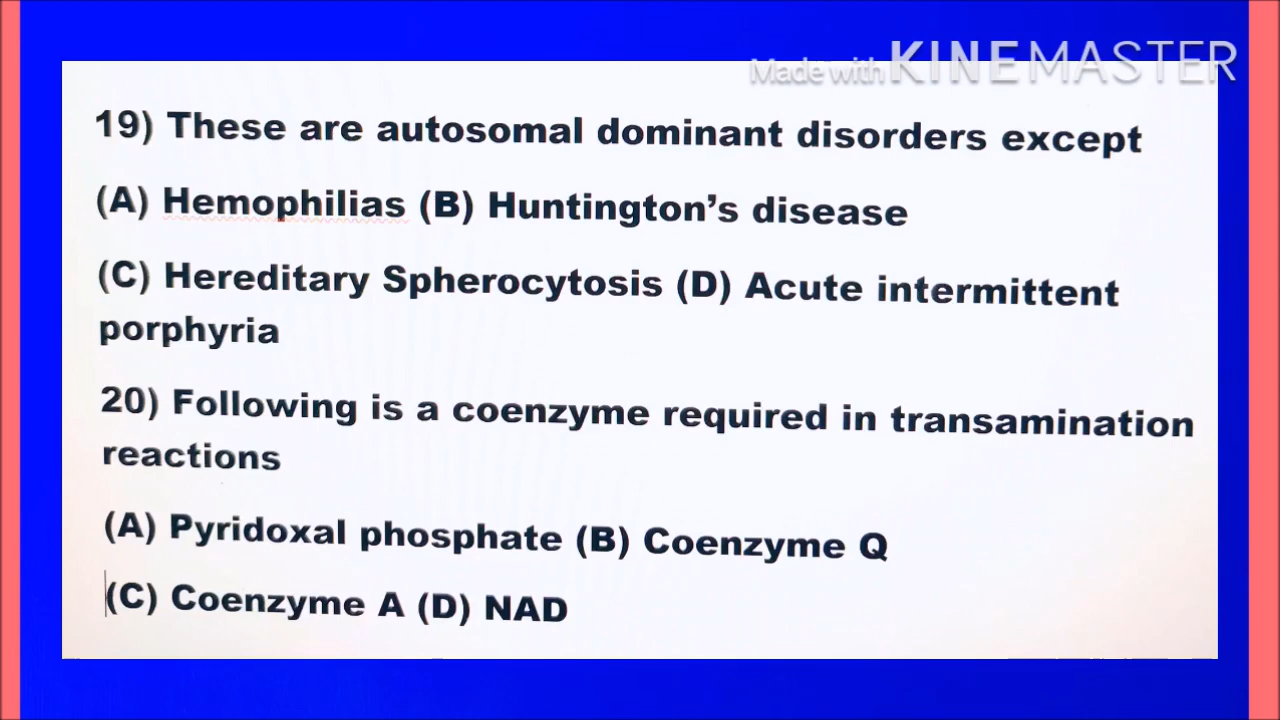 Made with KINEMASTER
19) These are autosomal dominant disorders except
(A) Hemophilias (B) Huntington's disease
(C) Hereditary Spherocytosis (D) Acute intermittent
porphyria
20) Following is a coenzyme required in transamination
reactions
(A) Pyridoxal phosphate (B) Coenzyme Q
(C) Coenzyme A (D) NAD